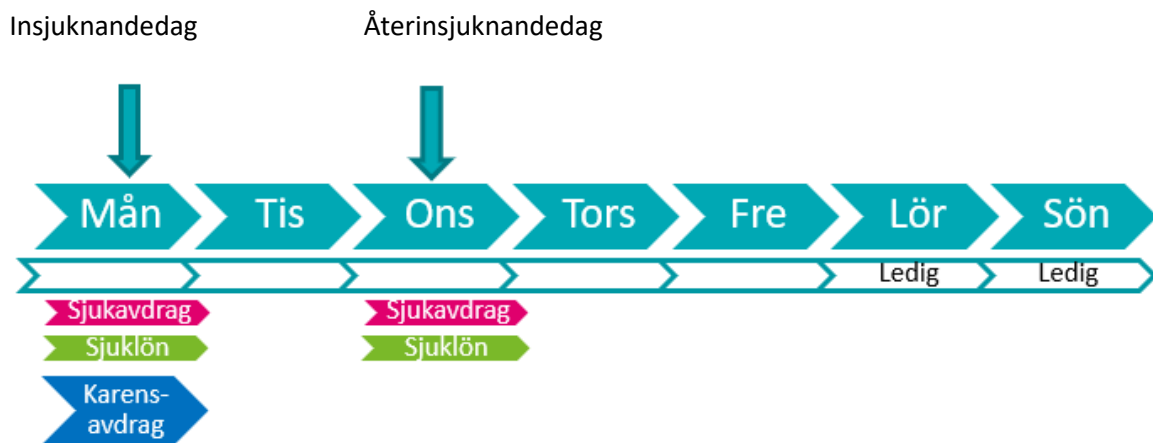 Insjuknandedag Återinsjuknandedag
Mån Tis Ons Tors Fre Lör Sön
Ledig Ledig
Sjukavdrag Sjukavdrag
Sjuklön Sjuklön
Karens-
avdrag